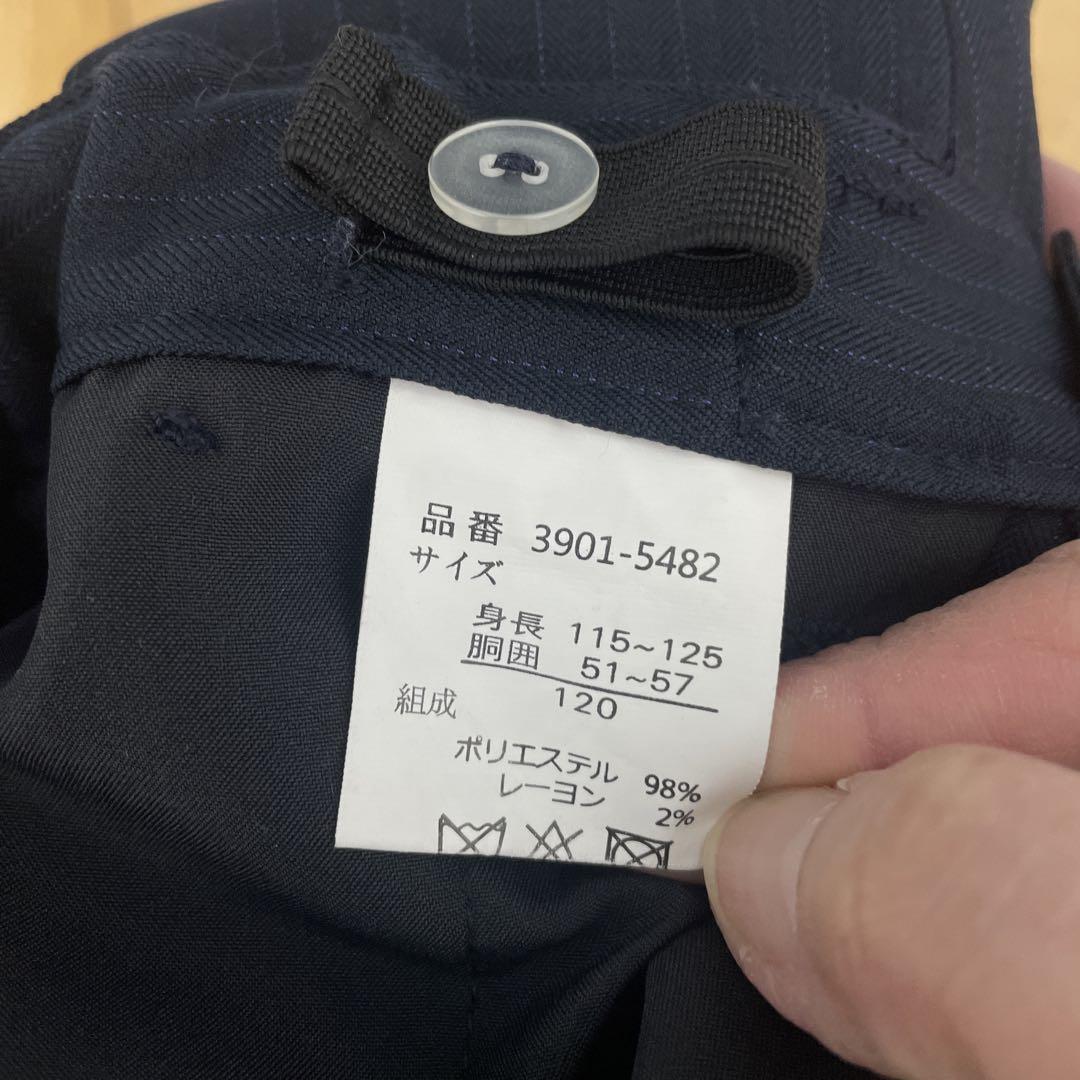 品番 3901-5482
サイズ
身長 115~125
胴囲 51~57
120
組成
ポリエステル 98%
レーヨン 2%